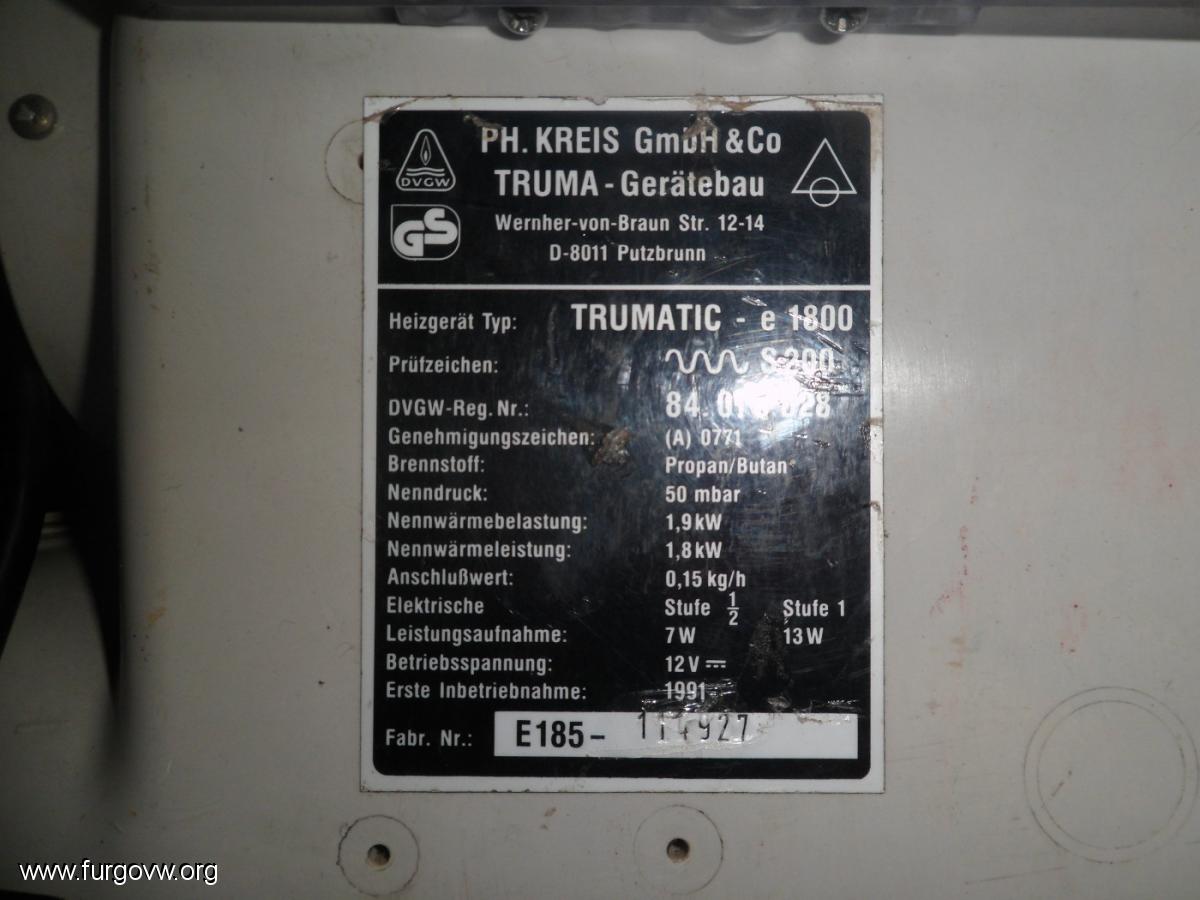 PH. KREIS GmbH & Co
TRUMA - Gerätebau
DVGW
GS
Wernher-von-Braun Str. 12-14
D-8011 Putzbrunn
Heizgerät Typ: TRUMATIC - e 1800
Prüfzeichen: S 200
DVGW-Reg. Nr.: 84.
Genehmigungszeichen: (A) 0771
Brennstoff: Propan/Butan
Nenndruck: 50 mbar
Nennwärmebelastung: 1,9 kW
Nennwärmeleistung: 1,8 kW
Anschlußwert: 0,15 kg/h
Elektrische Stufe 1/2 Stufe 1
Leistungsaufnahme: 7 W 13 W
Betriebsspannung: 12 V
Erste Inbetriebnahme: 1991
Fabr. Nr.: E185 - 114927
www.furgovw.org